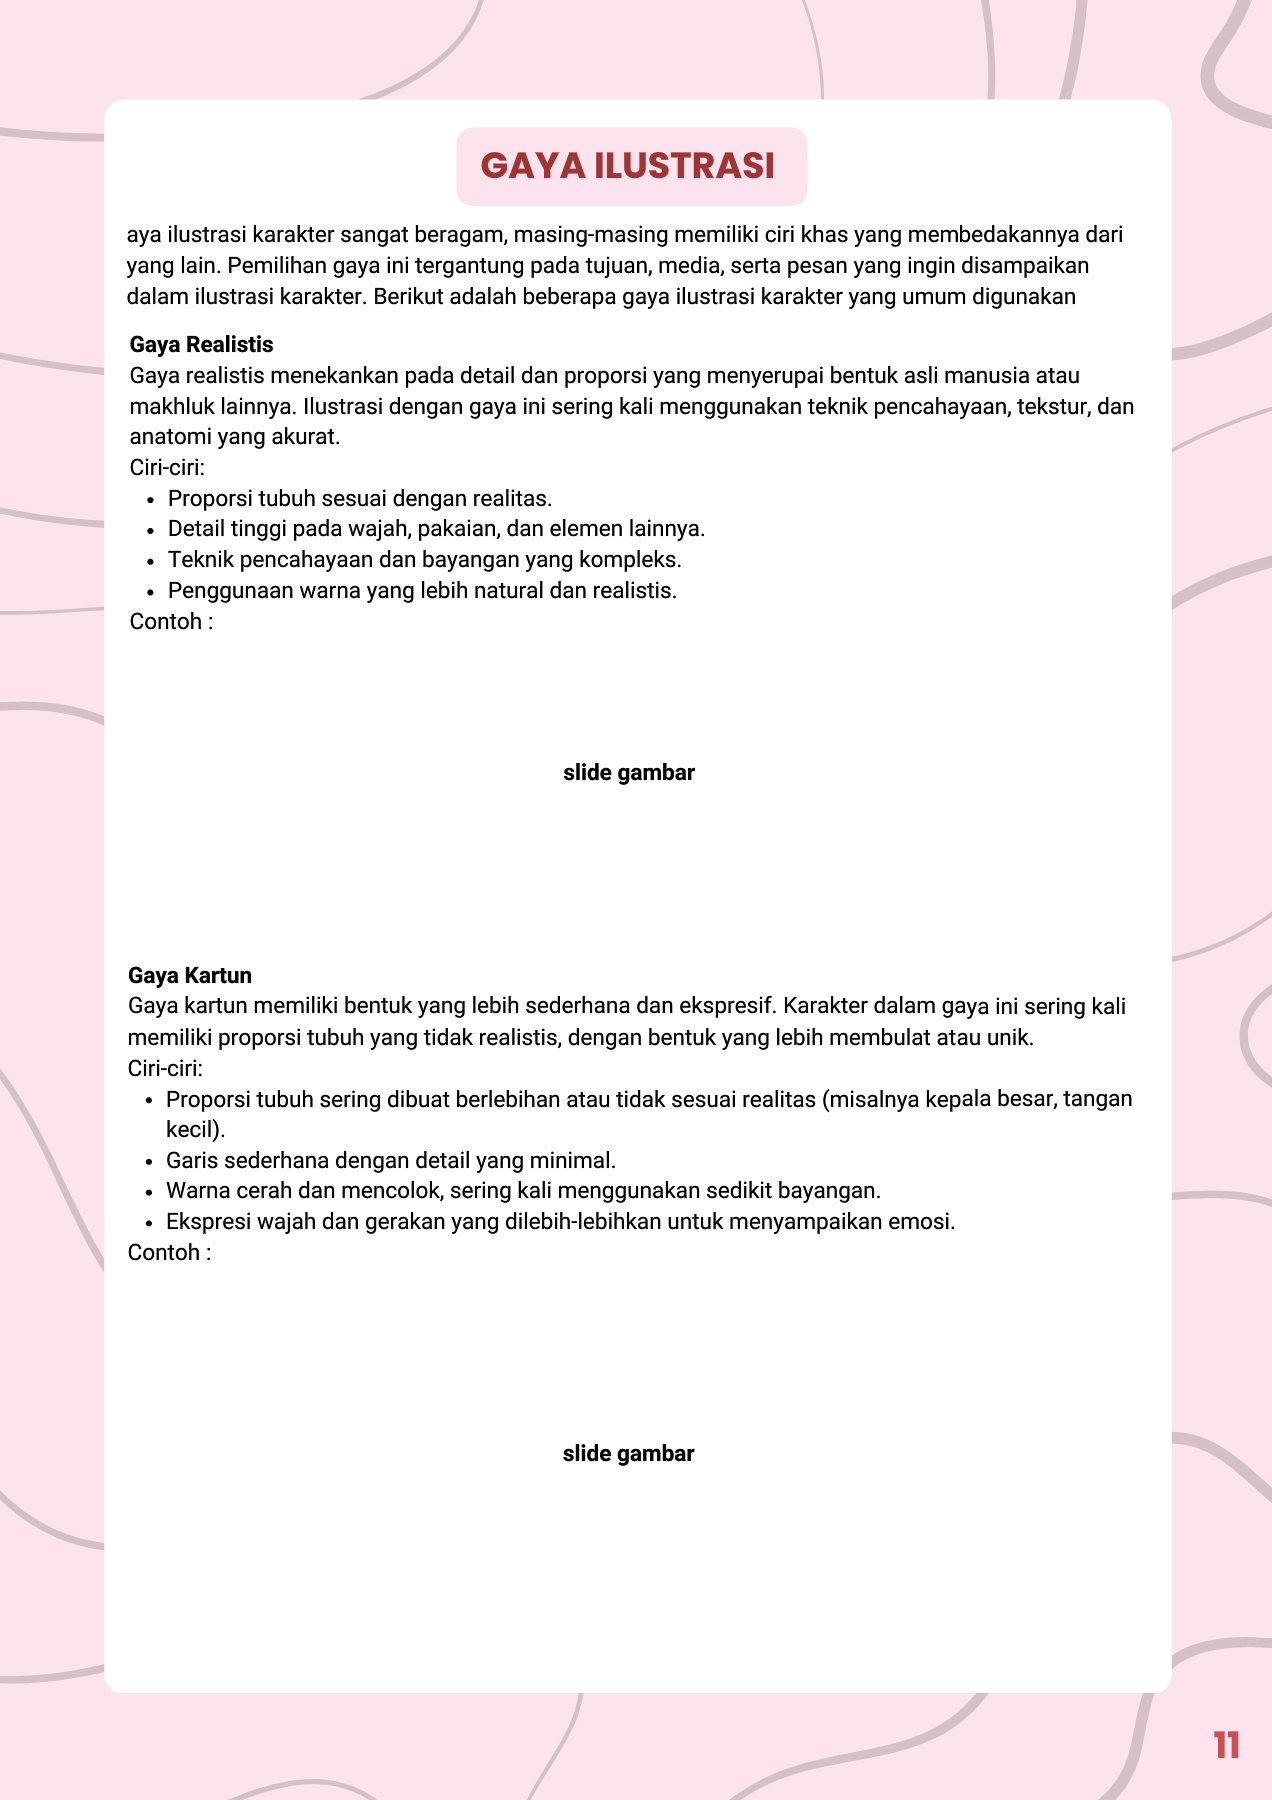 GAYA ILUSTRASI
aya ilustrasi karakter sangat beragam, masing-masing memiliki ciri khas yang membedakannya dari
yang lain. Pemilihan gaya ini tergantung pada tujuan, media, serta pesan yang ingin disampaikan
dalam ilustrasi karakter. Berikut adalah beberapa gaya ilustrasi karakter yang umum digunakan
Gaya Realistis
Gaya realistis menekankan pada detail dan proporsi yang menyerupai bentuk asli manusia atau
makhluk lainnya. Ilustrasi dengan gaya ini sering kali menggunakan teknik pencahayaan, tekstur, dan
anatomi yang akurat.
Ciri-ciri:
• Proporsi tubuh sesuai dengan realitas.
• Detail tinggi pada wajah, pakaian, dan elemen lainnya.
• Teknik pencahayaan dan bayangan yang kompleks.
• Penggunaan warna yang lebih natural dan realistis.
Contoh :
slide gambar
Gaya Kartun
Gaya kartun memiliki bentuk yang lebih sederhana dan ekspresif. Karakter dalam gaya ini sering kali
memiliki proporsi tubuh yang tidak realistis, dengan bentuk yang lebih membulat atau unik.
Ciri-ciri:
• Proporsi tubuh sering dibuat berlebihan atau tidak sesuai realitas (misalnya kepala besar, tangan
kecil).
• Garis sederhana dengan detail yang minimal.
• Warna cerah dan mencolok, sering kali menggunakan sedikit bayangan.
• Ekspresi wajah dan gerakan yang dilebih-lebihkan untuk menyampaikan emosi.
Contoh :
slide gambar
11